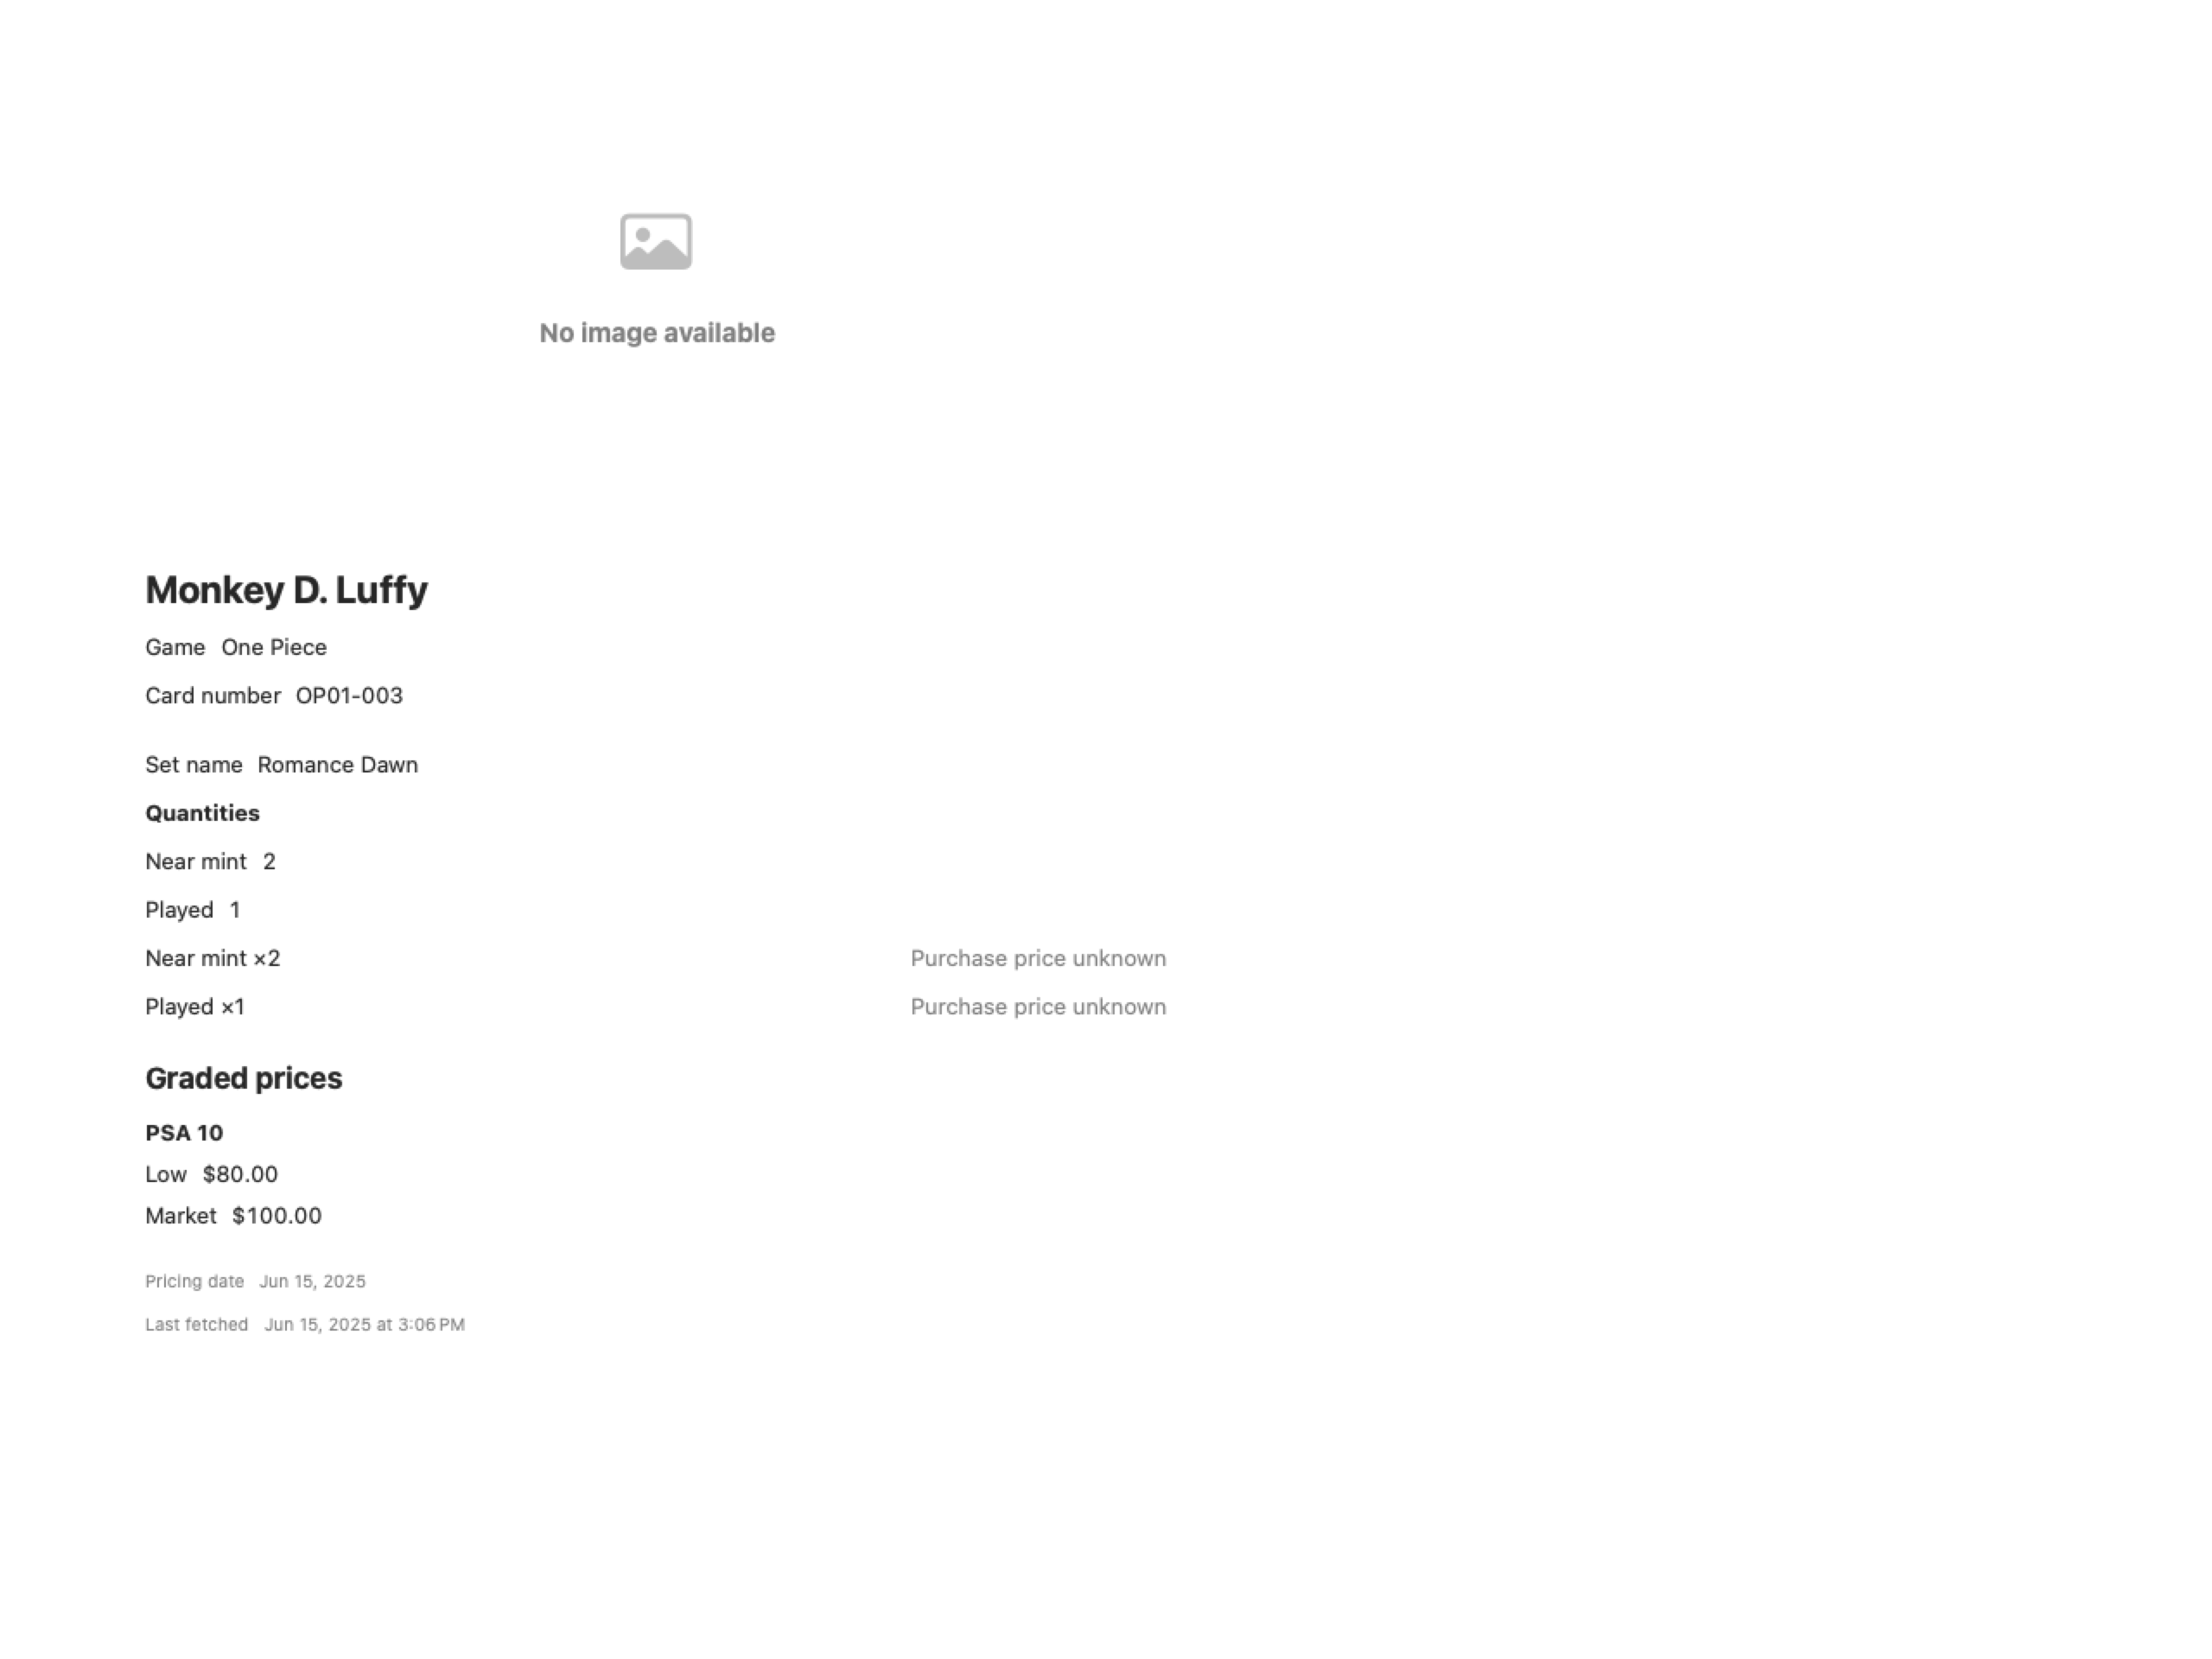 No image available
Monkey D. Luffy
Game One Piece
Card number OP01-003
Set name Romance Dawn
Quantities
Near mint 2
Played 1
Near mint ×2 Purchase price unknown
Played ×1 Purchase price unknown
Graded prices
PSA 10
Low $80.00
Market $100.00
Pricing date Jun 15, 2025
Last fetched Jun 15, 2025 at 3:06 PM